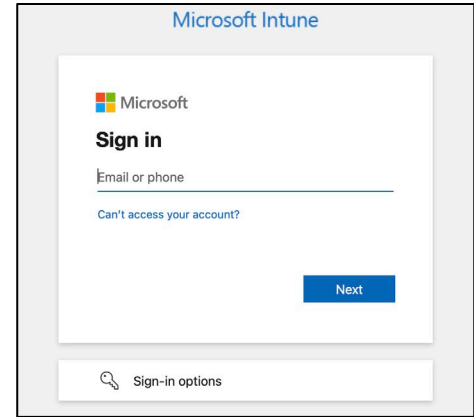 Microsoft Intune
Microsoft
Sign in
Email or phone
Can't access your account?
Next
Sign-in options